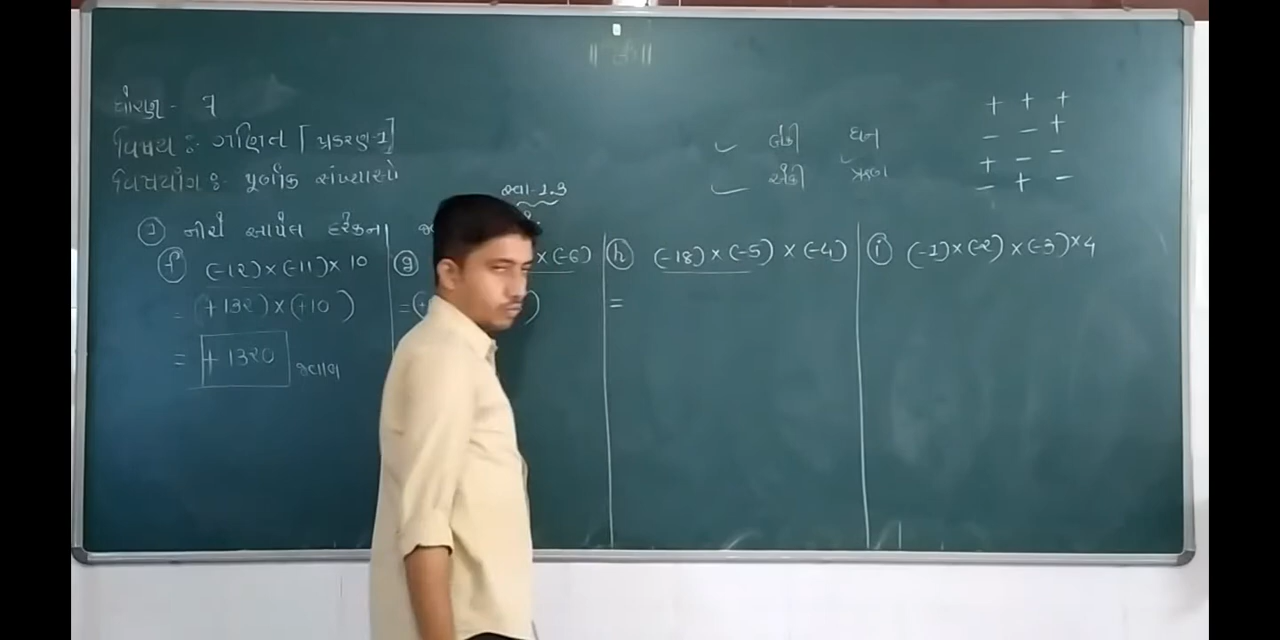 ધોરણ - 7
વિષય :- ગણિત [પ્રકરણ-1]
વિષયાંગ :- પૂર્ણાંક સંખ્યાઓ
સ્વા-1.3
બેકી ઘન
એકી ઋણ
+ + +
- - +
+ - -
- + -
① નીચે આપેલ દરેકના
(f) (-12) × (-11) × 10
= (+132) × (+10)
= +1320 જવાબ
(g) × (-6)
= (+ )
(h) (-18) × (-5) × (-4)
=
(i) (-1) × (-2) × (-3) × 4